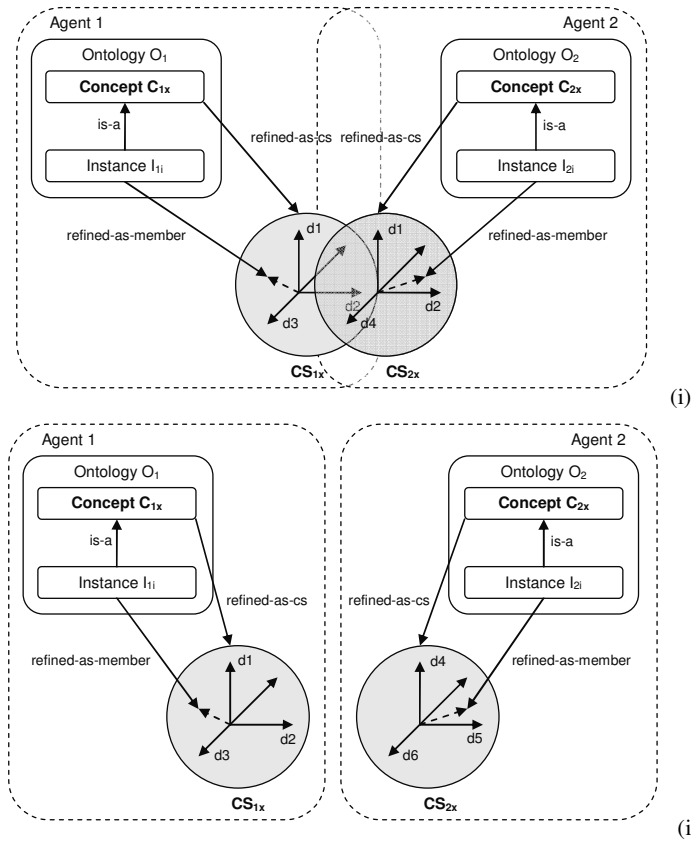 Agent 1
Agent 2
Ontology O1
Ontology O2
Concept C1x
Concept C2x
is-a
is-a
refined-as-cs
refined-as-cs
Instance I1i
Instance I2i
refined-as-member
refined-as-member
d1
d1
d2
d2
d3
d4
CS1x
CS2x
(i)
Agent 1
Agent 2
Ontology O1
Ontology O2
Concept C1x
Concept C2x
is-a
is-a
Instance I1i
Instance I2i
refined-as-cs
refined-as-cs
refined-as-member
refined-as-member
d1
d4
d3
d2
d6
d5
CS1x
CS2x
(i